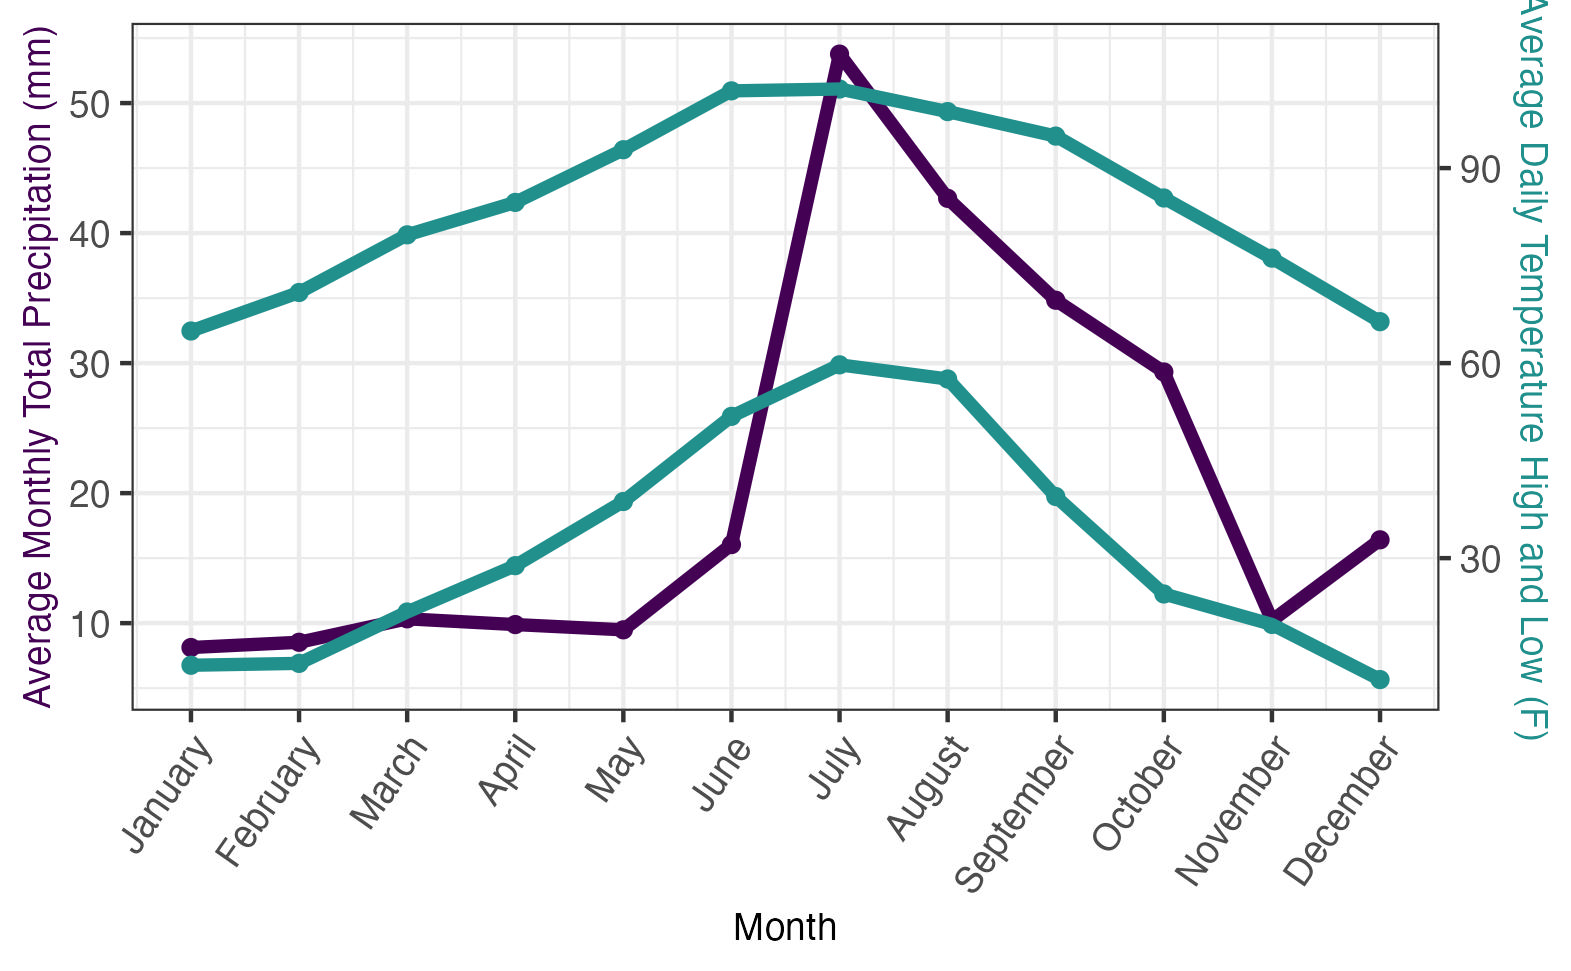 Average Monthly Total Precipitation (mm)
50
40
30
20
10
90
60
30
Average Daily Temperature High and Low (F)
January
February
March
April
May
June
July
August
September
October
November
December
Month